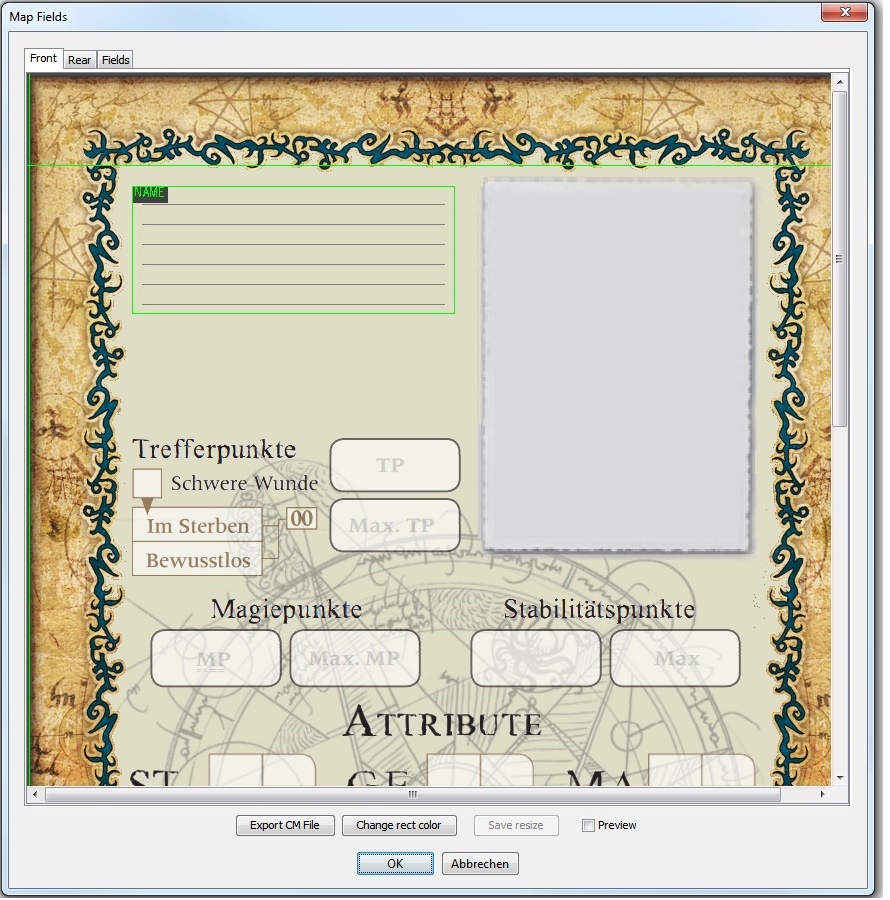 Map Fields
Front Rear Fields
NAME
Trefferpunkte
TP
Schwere Wunde
Im Sterben
00
Max. TP
Bewusstlos
Magiepunkte
Stabilitätspunkte
MP
Max. MP
Max
ATTRIBUTE
ST GE MA
Export CM File Change rect color Save resize Preview
OK Abbrechen